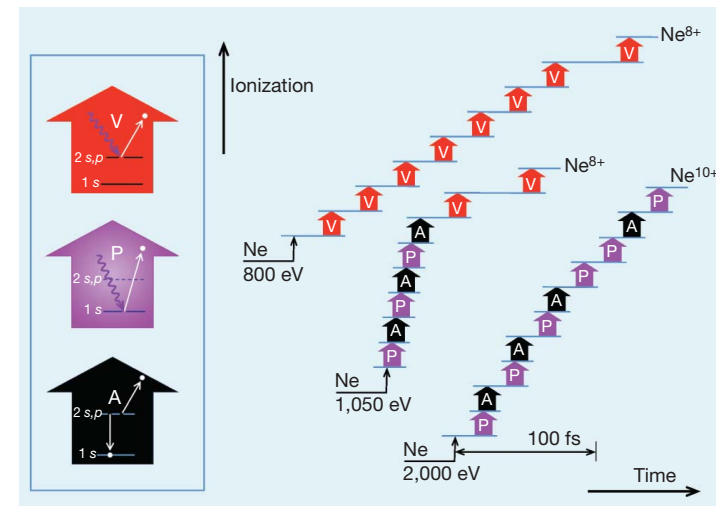 Ionization
V
2 s,p
1 s
P
2 s,p
1 s
A
2 s,p
1 s
Ne
800 eV
V
V
V
V
V
V
V
V
Ne8+
Ne
1,050 eV
P
A
P
A
P
A
V
V
Ne8+
Ne
2,000 eV
P
A
P
A
P
A
P
P
A
P
Ne10+
100 fs
Time